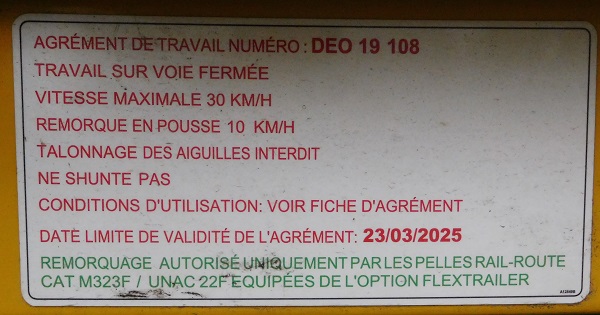 AGRÉMENT DE TRAVAIL NUMÉRO : DEO 19 108
TRAVAIL SUR VOIE FERMÉE
VITESSE MAXIMALE 30 KM/H
REMORQUE EN POUSSE 10 KM/H
TALONNAGE DES AIGUILLES INTERDIT
NE SHUNTE PAS
CONDITIONS D'UTILISATION: VOIR FICHE D'AGRÉMENT
DATE LIMITE DE VALIDITÉ DE L'AGRÉMENT: 23/03/2025
REMORQUAGE AUTORISÉ UNIQUEMENT PAR LES PELLES RAIL-ROUTE
CAT M323F / UNAC 22F EQUIPÉES DE L'OPTION FLEXTRAILER